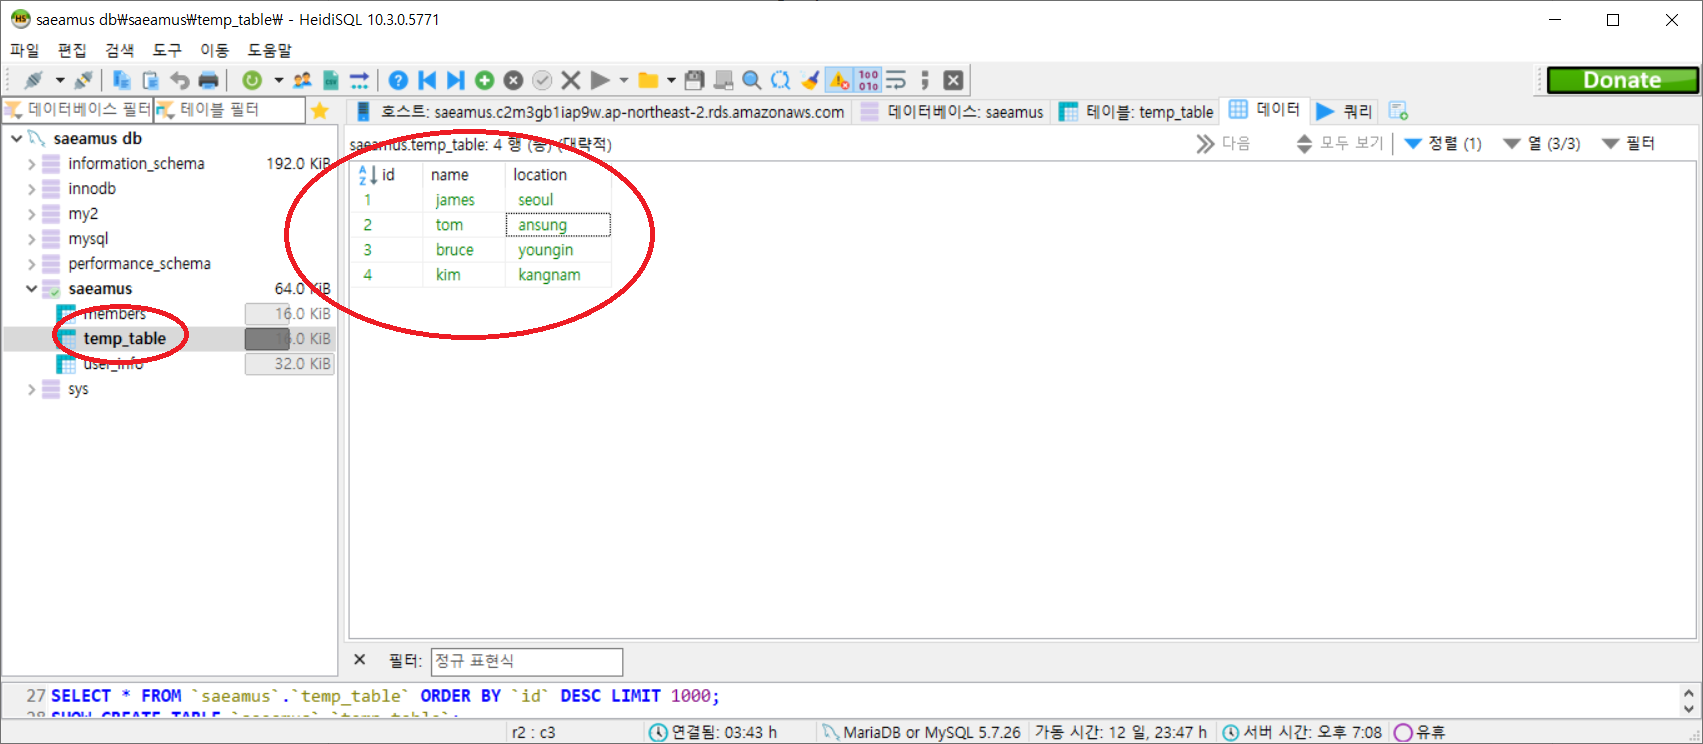 saeamus db₩saeamus₩temp_table₩ - HeidiSQL 10.3.0.5771
파일 편집 검색 도구 이동 도움말
Donate
데이터베이스 필터 테이블 필터
호스트: saeamus.c2m3gb1iap9w.ap-northeast-2.rds.amazonaws.com 데이터베이스: saeamus 테이블: temp_table 데이터 쿼리
saeamus.temp_table: 4 행 (총) (대략적) 다음 모두 보기 정렬 (1) 열 (3/3) 필터
saeamus db
information_schema 192.0 KiB
innodb
my2
mysql
performance_schema
saeamus 64.0 KiB
members 16.0 KiB
temp_table 16.0 KiB
user_info 32.0 KiB
sys
id name location
1 james seoul
2 tom ansung
3 bruce youngin
4 kim kangnam
필터: 정규 표현식
27 SELECT * FROM `saeamus`.`temp_table` ORDER BY `id` DESC LIMIT 1000;
28 SHOW CREATE TABLE `saeamus`.`temp_table`;
r2 : c3 연결됨: 03:43 h MariaDB or MySQL 5.7.26 가동 시간: 12 일, 23:47 h 서버 시간: 오후 7:08 유휴